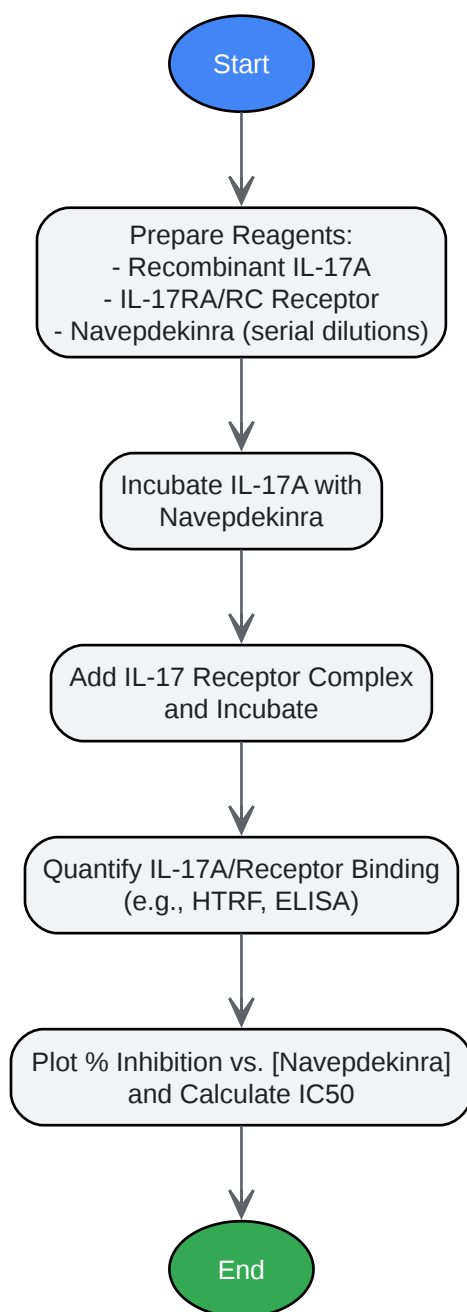 Start
Prepare Reagents:
- Recombinant IL-17A
- IL-17RA/RC Receptor
- Navepdekinra (serial dilutions)
Incubate IL-17A with
Navepdekinra
Add IL-17 Receptor Complex
and Incubate
Quantify IL-17A/Receptor Binding
(e.g., HTRF, ELISA)
Plot % Inhibition vs. [Navepdekinra]
and Calculate IC50
End